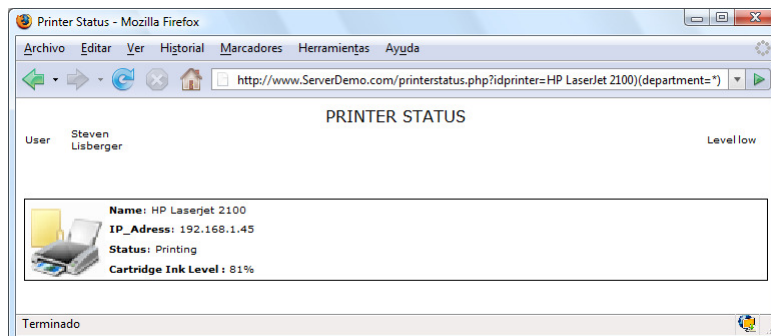 Printer Status - Mozilla Firefox
Archivo Editar Ver Historial Marcadores Herramientas Ayuda
http://www.ServerDemo.com/printerstatus.php?idprinter=HP LaserJet 2100)(department=*)
PRINTER STATUS
User Steven Lisberger Level low
Name: HP Laserjet 2100
IP_Adress: 192.168.1.45
Status: Printing
Cartridge Ink Level : 81%
Terminado